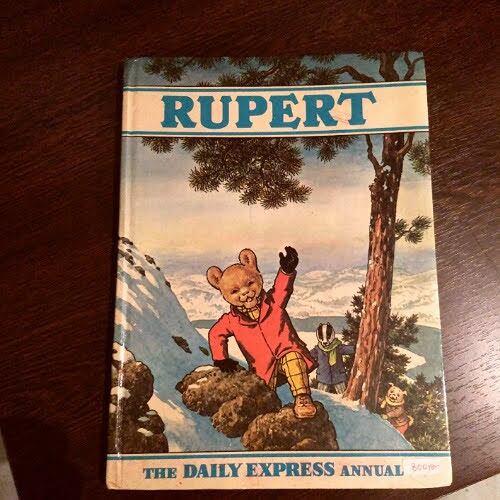 RUPERT
THE DAILY EXPRESS ANNUAL